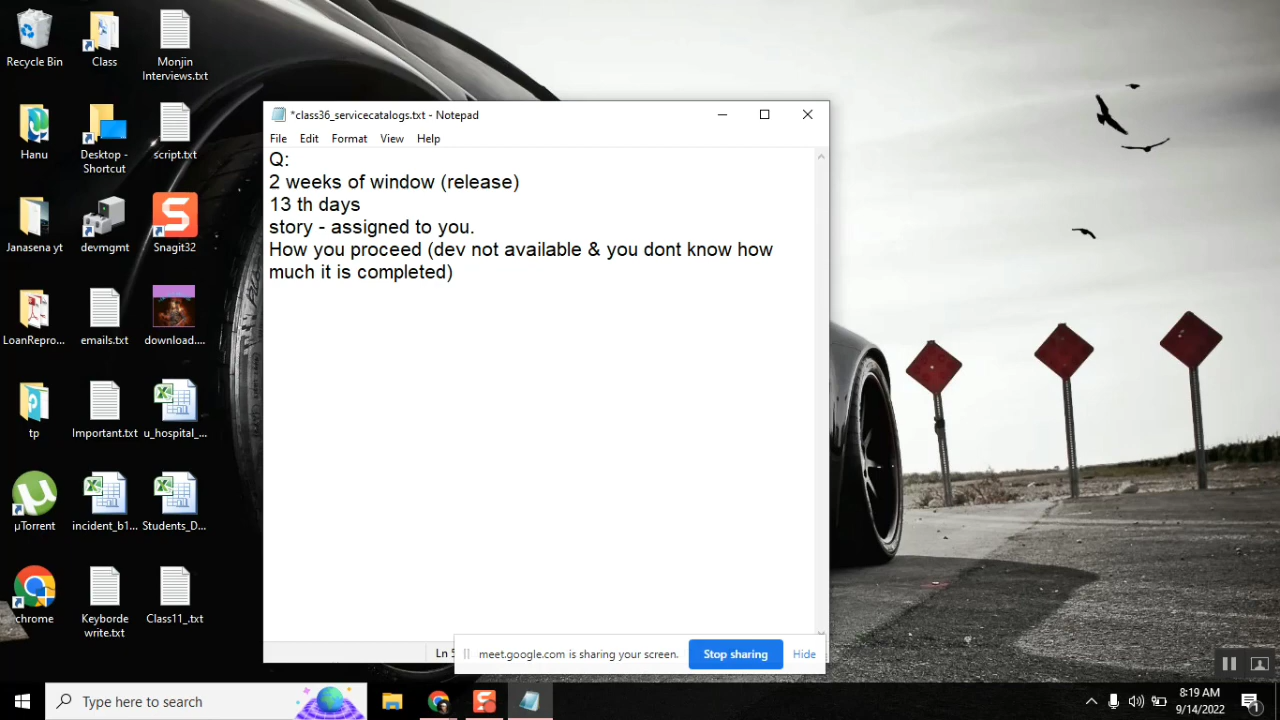 Recycle Bin
Class
Monjin
Interviews.txt
Hanu
Desktop -
Shortcut
script.txt
Janasena yt
devmgmt
Snagit32
LoanRepro...
emails.txt
download....
tp
Important.txt
u_hospital_...
µTorrent
incident_b1...
Students_D...
chrome
Keyborde
write.txt
Class11_.txt
*class36_servicecatalogs.txt - Notepad
File Edit Format View Help
Q:
2 weeks of window (release)
13 th days
story - assigned to you.
How you proceed (dev not available & you dont know how
much it is completed)
Ln
meet.google.com is sharing your screen.
Stop sharing
Hide
Type here to search
8:19 AM
9/14/2022
1